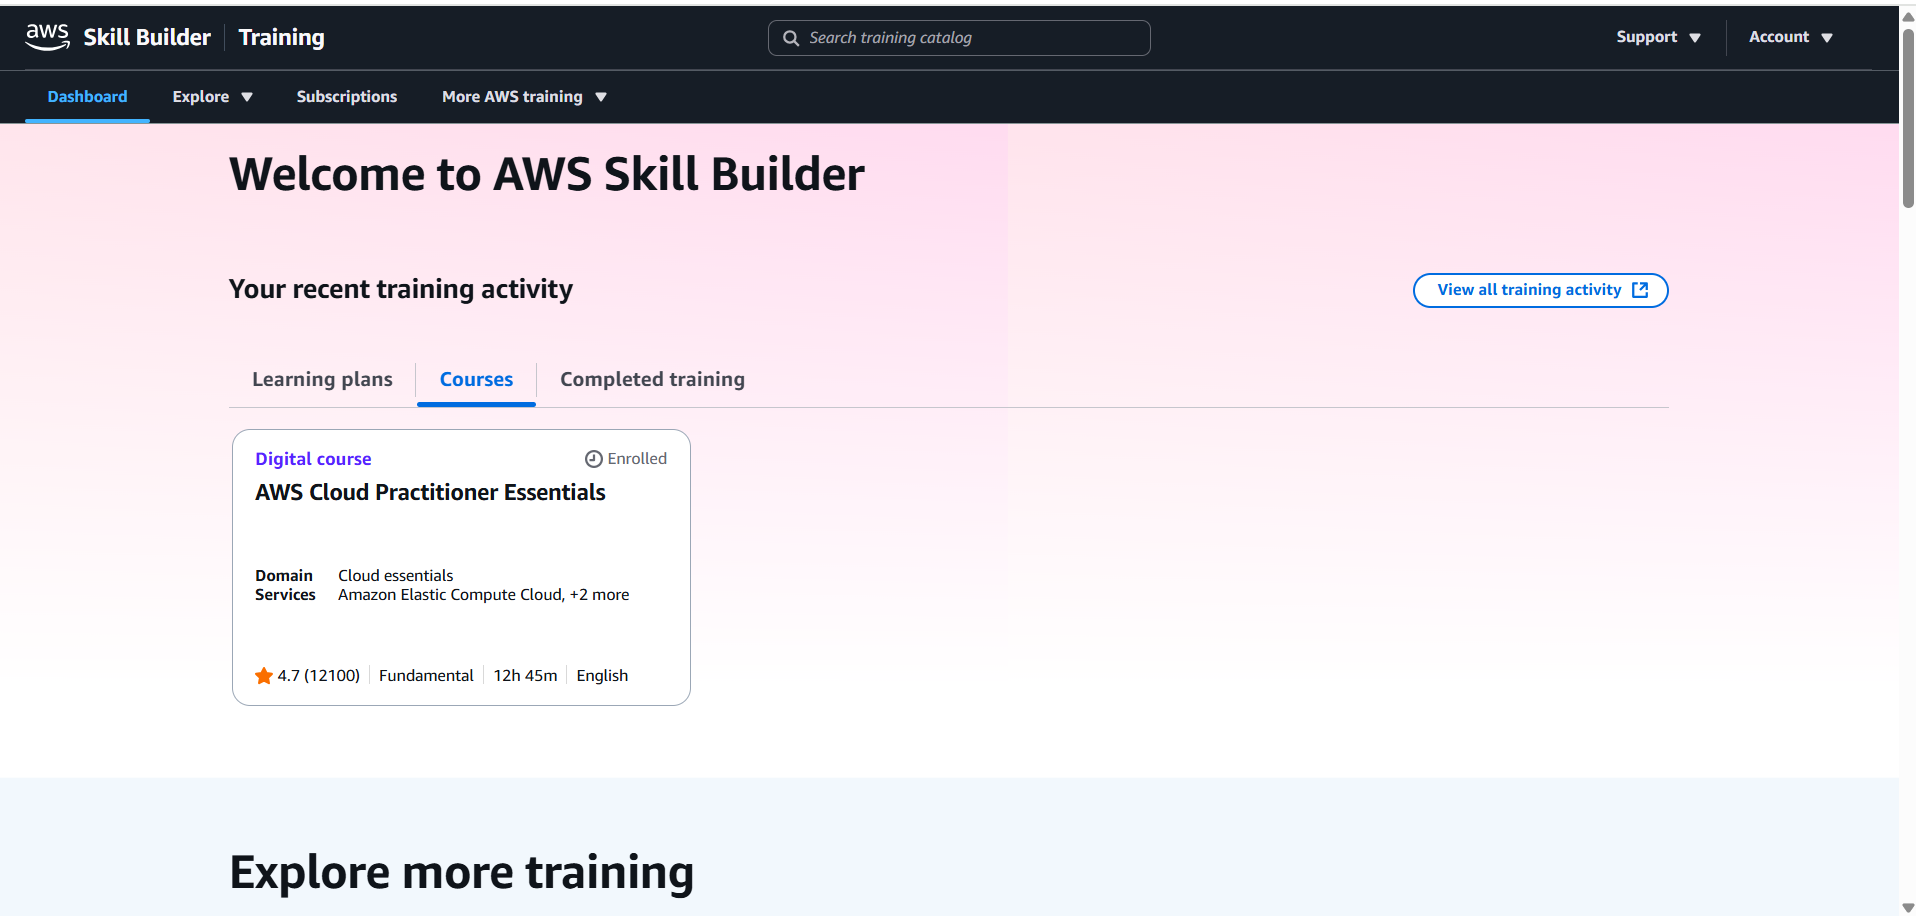 aws Skill Builder Training
Search training catalog
Support
Account
Dashboard
Explore
Subscriptions
More AWS training
Welcome to AWS Skill Builder
Your recent training activity
View all training activity
Learning plans
Courses
Completed training
Digital course
Enrolled
AWS Cloud Practitioner Essentials
Domain Cloud essentials
Services Amazon Elastic Compute Cloud, +2 more
4.7 (12100) Fundamental 12h 45m English
Explore more training